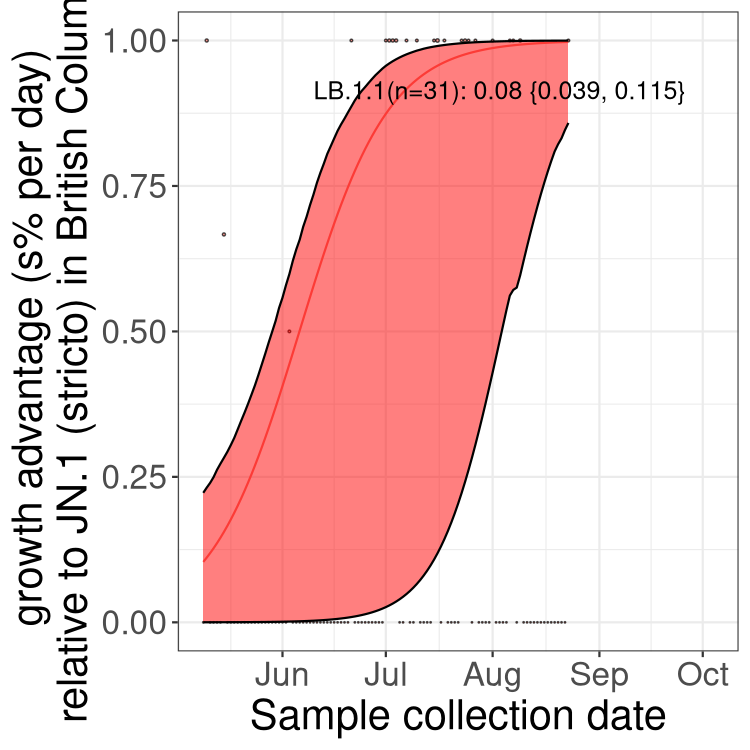 growth advantage (s% per day)
relative to JN.1 (stricto) in British Colum
1.00
0.75
0.50
0.25
0.00
LB.1.1(n=31): 0.08 {0.039, 0.115}
Jun Jul Aug Sep Oct
Sample collection date